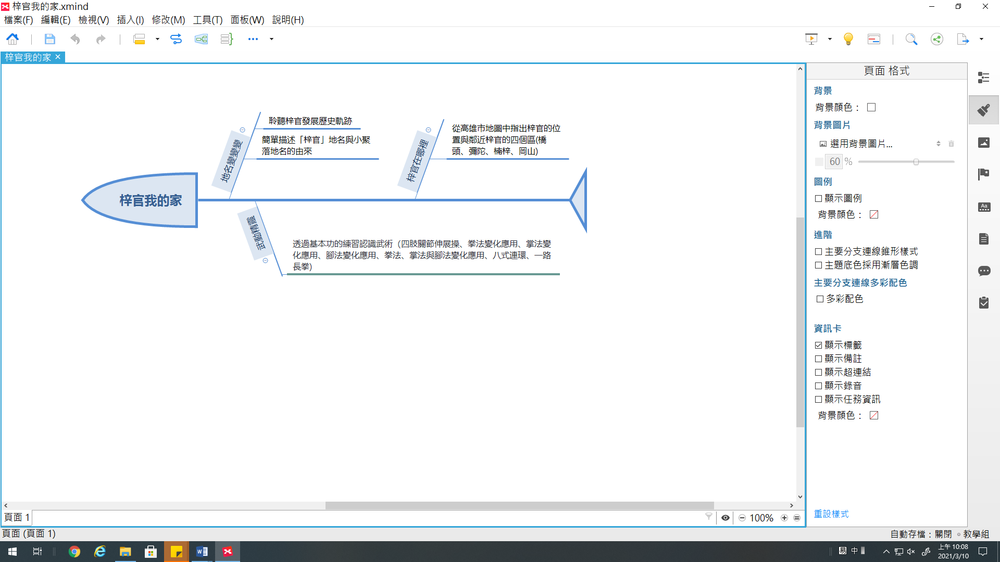 梓官我的家.xmind
檔案(F) 編輯(E) 檢視(V) 插入(I) 修改(M) 工具(T) 面板(W) 說明(H)
梓官我的家
地名變變變
聆聽梓官發展歷史軌跡
簡單描述「梓官」地名與小聚
落地名的由來
梓官在哪裡
從高雄市地圖中指出梓官的位
置與鄰近梓官的四個區(橋
頭、彌陀、楠梓、岡山)
梓官我的家
武動精靈
透過基本功的練習認識武術（四肢關節伸展操、拳法變化應用、掌法變
化應用、腳法變化應用、拳法、掌法與腳法變化應用、八式連環、一路
長拳)
頁面 格式
背景
背景顏色：
背景圖片
選用背景圖片...
60 %
圖例
顯示圖例
背景顏色：
進階
主要分支連線錐形樣式
主題底色採用漸層色調
主要分支連線多彩配色
多彩配色
資訊卡
顯示標籤
顯示備註
顯示超連結
顯示錄音
顯示任務資訊
背景顏色：
重設樣式
頁面 1
100%
頁面 (頁面 1)
自動存檔：關閉
教學組
易 中
上午 10:08
2021/3/10